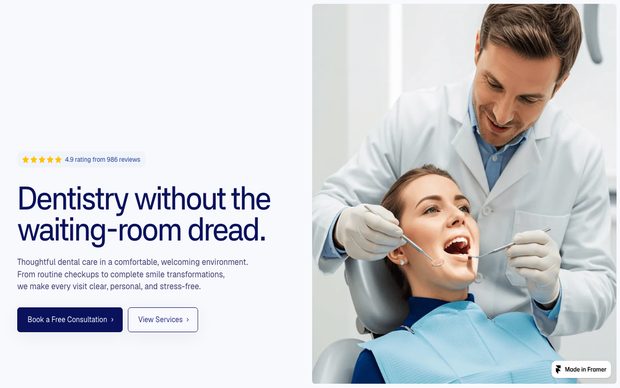 4.9 rating from 986 reviews
Dentistry without the
waiting-room dread.
Thoughtful dental care in a comfortable, welcoming environment.
From routine checkups to complete smile transformations,
we make every visit clear, personal, and stress-free.
Book a Free Consultation ›
View Services ›
Made in Framer